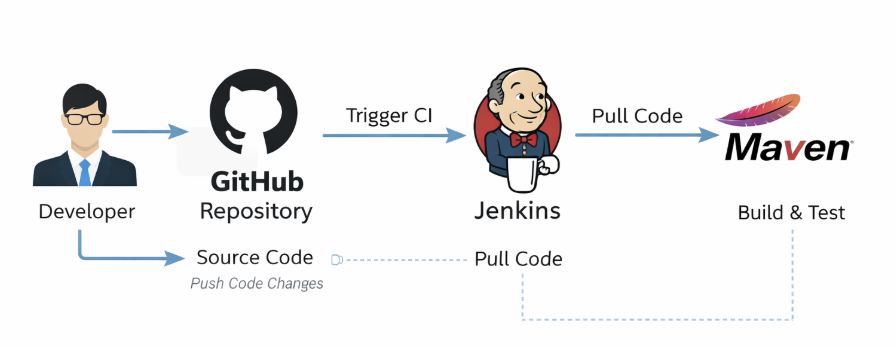 Trigger CI
Pull Code
Maven
GitHub
Developer
Repository
Jenkins
Build & Test
Source Code
Pull Code
Push Code Changes